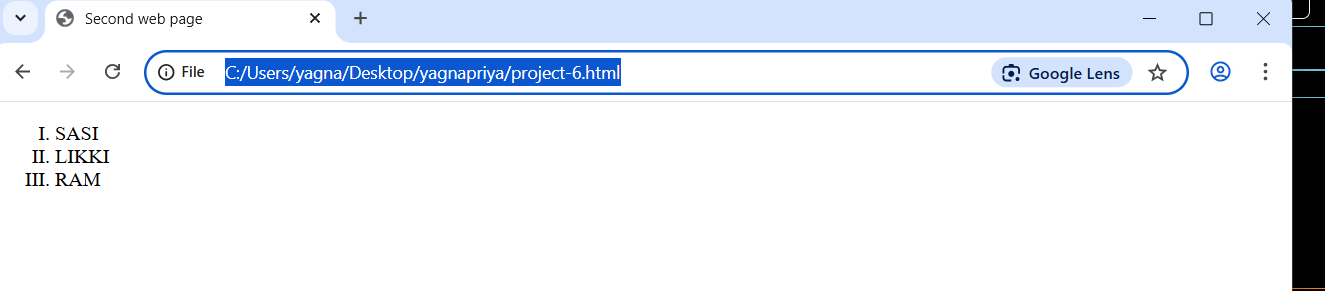 Second web page
File C:/Users/yagna/Desktop/yagnapriya/project-6.html Google Lens
I. SASI
II. LIKKI
III. RAM